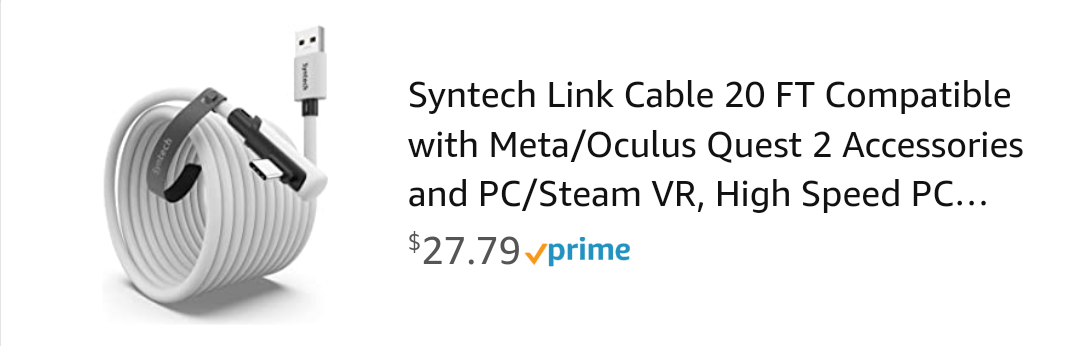 Syntech
Syntech
Syntech Link Cable 20 FT Compatible
with Meta/Oculus Quest 2 Accessories
and PC/Steam VR, High Speed PC...
$27.79 prime